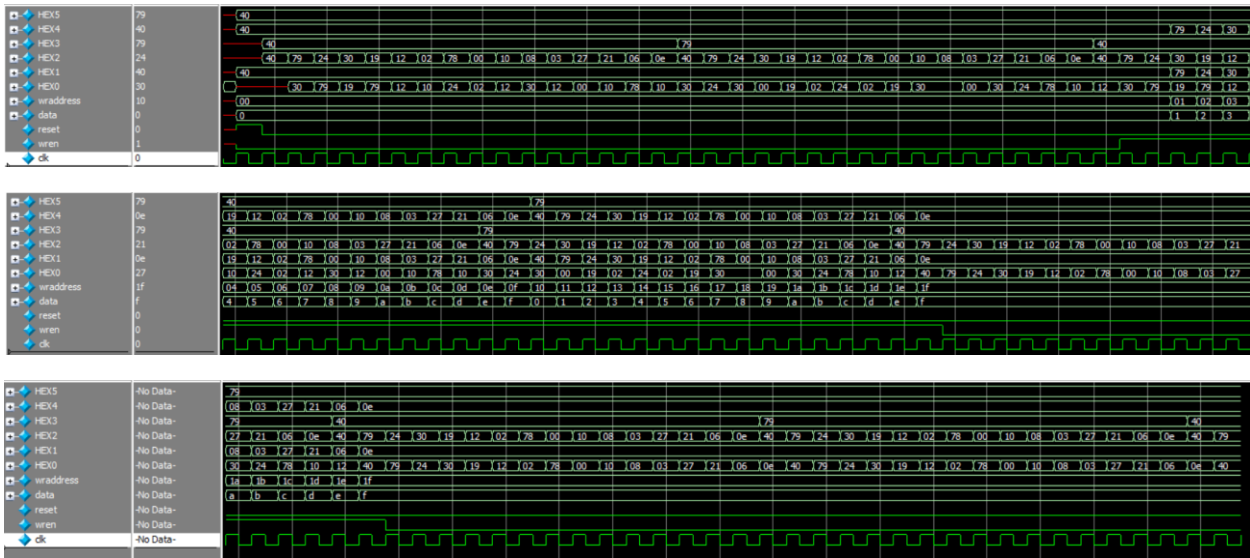 HEX5 79 40
HEX4 40 40 79 24 30
HEX3 79 40 79 40
HEX2 24 40 79 24 30 19 12 02 78 00 10 08 03 27 21 06 0e 40 79 24 30 19 12 02 78 00 10 08 03 27 21 06 0e 40 79 24 30 19 12
HEX1 40 40 79 24 30
HEX0 30 30 79 19 79 12 10 24 02 12 30 12 00 10 78 10 30 24 30 00 19 02 24 02 19 30 00 30 24 78 10 12 30 79 19 79 12
wraddress 10 00 01 02 03
data 0 0 1 2 3
reset 0
wren 1
clk 0
HEX5 79 40 79
HEX4 0e 19 12 02 78 00 10 08 03 27 21 06 0e 40 79 24 30 19 12 02 78 00 10 08 03 27 21 06 0e
HEX3 79 40 79 40
HEX2 21 02 78 00 10 08 03 27 21 06 0e 40 79 24 30 19 12 02 78 00 10 08 03 27 21 06 0e 40 79 24 30 19 12 02 78 00 10 08 03 27 21
HEX1 0e 19 12 02 78 00 10 08 03 27 21 06 0e 40 79 24 30 19 12 02 78 00 10 08 03 27 21 06 0e
HEX0 27 10 24 02 12 30 12 00 10 78 10 30 24 30 00 19 02 24 02 19 30 00 30 24 78 10 12 40 79 24 30 19 12 02 78 00 10 08 03 27
wraddress 1f 04 05 06 07 08 09 0a 0b 0c 0d 0e 0f 10 11 12 13 14 15 16 17 18 19 1a 1b 1c 1d 1e 1f
data f 4 5 6 7 8 9 a b c d e f 0 1 2 3 4 5 6 7 8 9 a b c d e f
reset 0
wren 0
clk 0
HEX5 -No Data- 79
HEX4 -No Data- 08 03 27 21 06 0e
HEX3 -No Data- 79 40 79 40
HEX2 -No Data- 27 21 06 0e 40 79 24 30 19 12 02 78 00 10 08 03 27 21 06 0e 40 79 24 30 19 12 02 78 00 10 08 03 27 21 06 0e 40 79
HEX1 -No Data- 08 03 27 21 06 0e
HEX0 -No Data- 30 24 78 10 12 40 79 24 30 19 12 02 78 00 10 08 03 27 21 06 0e 40 79 24 30 19 12 02 78 00 10 08 03 27 21 06 0e 40
wraddress -No Data- 1a 1b 1c 1d 1e 1f
data -No Data- a b c d e f
reset -No Data-
wren -No Data-
clk -No Data-